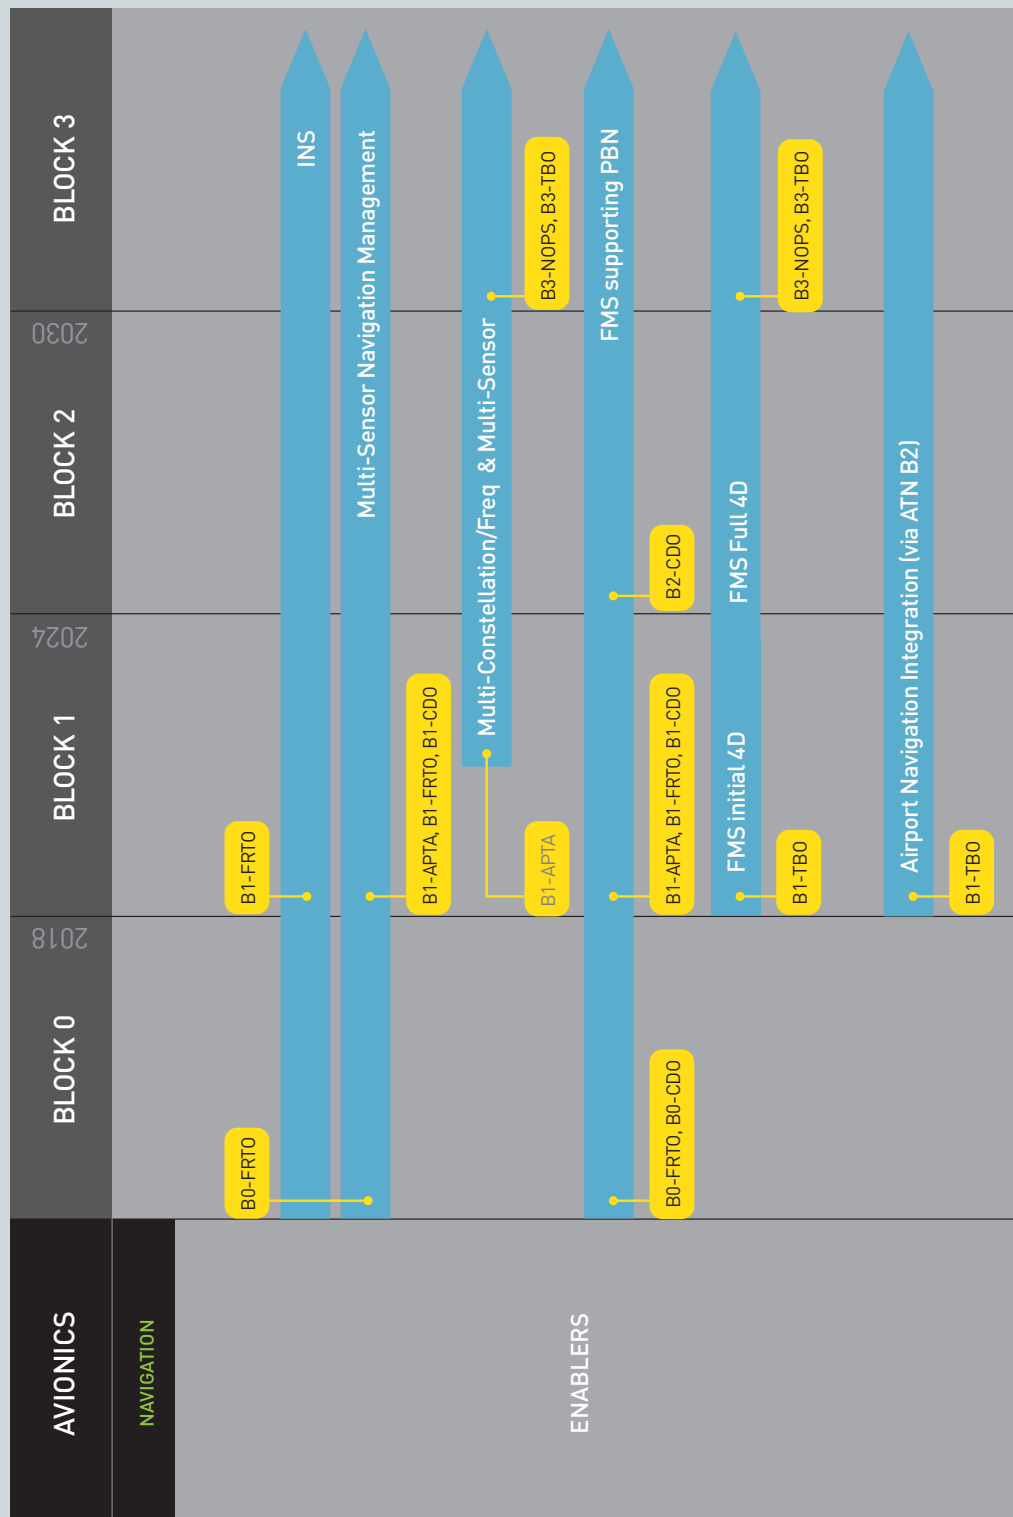 AVIONICS
BLOCK 0
2018
BLOCK 1
2024
BLOCK 2
2030
BLOCK 3
NAVIGATION
ENABLERS
B0-FRTO
B1-FRTO
INS
Multi-Sensor Navigation Management
B1-APTA, B1-FRTO, B1-CDO
Multi-Constellation/Freq & Multi-Sensor
B1-APTA
B3-NOPS, B3-TBO
FMS supporting PBN
B0-FRTO, B0-CDO
B1-APTA, B1-FRTO, B1-CDO
B2-CDO
FMS initial 4D
FMS Full 4D
B1-TBO
B3-NOPS, B3-TBO
Airport Navigation Integration (via ATN B2)
B1-TBO